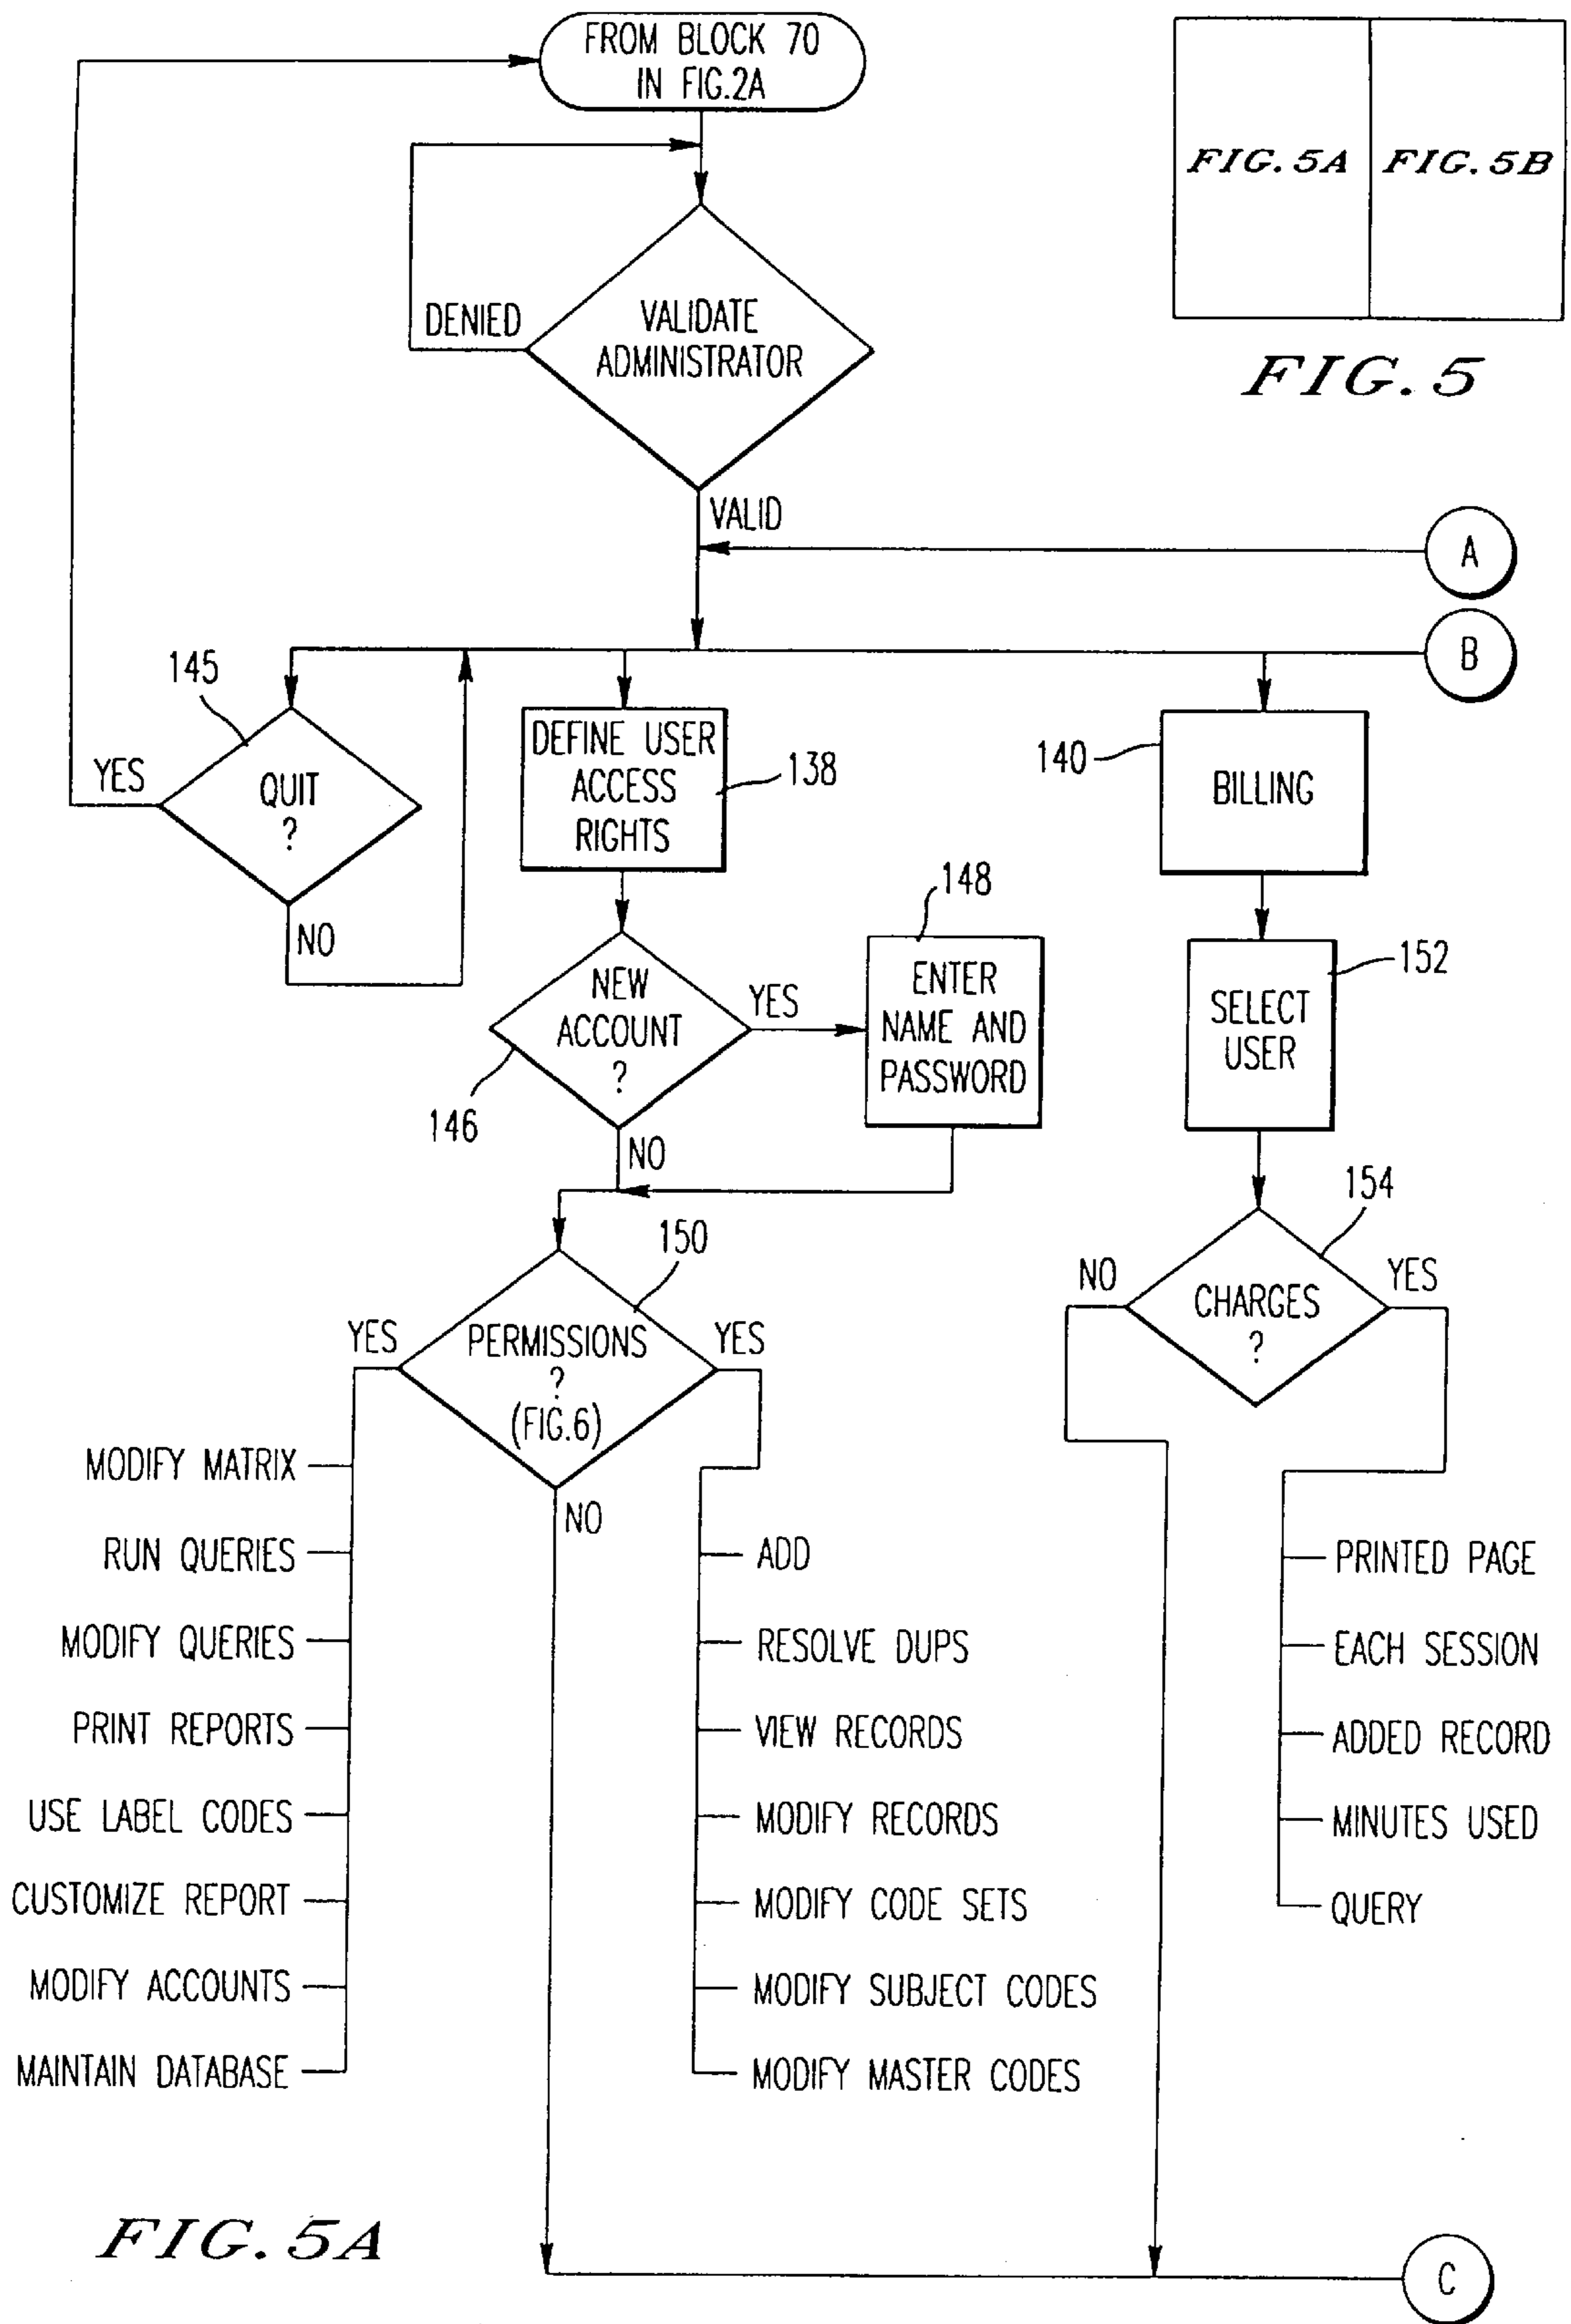 FROM BLOCK 70
IN FIG.2A
FIG. 5A
FIG. 5B
FIG. 5
DENIED
VALIDATE
ADMINISTRATOR
VALID
A
B
145
YES
QUIT
?
NO
DEFINE USER
ACCESS
RIGHTS
138
140
BILLING
148
NEW
ACCOUNT
?
YES
146
NO
ENTER
NAME AND
PASSWORD
152
SELECT
USER
154
NO
CHARGES
?
YES
150
YES
PERMISSIONS
?
(FIG.6)
YES
NO
MODIFY MATRIX
RUN QUERIES
MODIFY QUERIES
PRINT REPORTS
USE LABEL CODES
CUSTOMIZE REPORT
MODIFY ACCOUNTS
MAINTAIN DATABASE
ADD
RESOLVE DUPS
VIEW RECORDS
MODIFY RECORDS
MODIFY CODE SETS
MODIFY SUBJECT CODES
MODIFY MASTER CODES
PRINTED PAGE
EACH SESSION
ADDED RECORD
MINUTES USED
QUERY
FIG. 5A
C